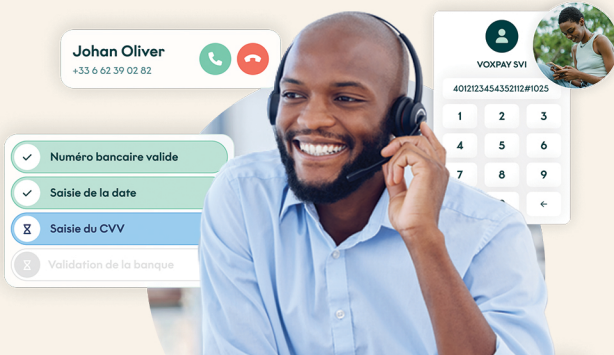 Johan Oliver
+33 6 62 39 02 82
VOXPAY SVI
4012123454352112#1025
1 2 3
4 5 6
7 8 9
Numéro bancaire valide
Saisie de la date
Saisie du CVV
Validation de la banque